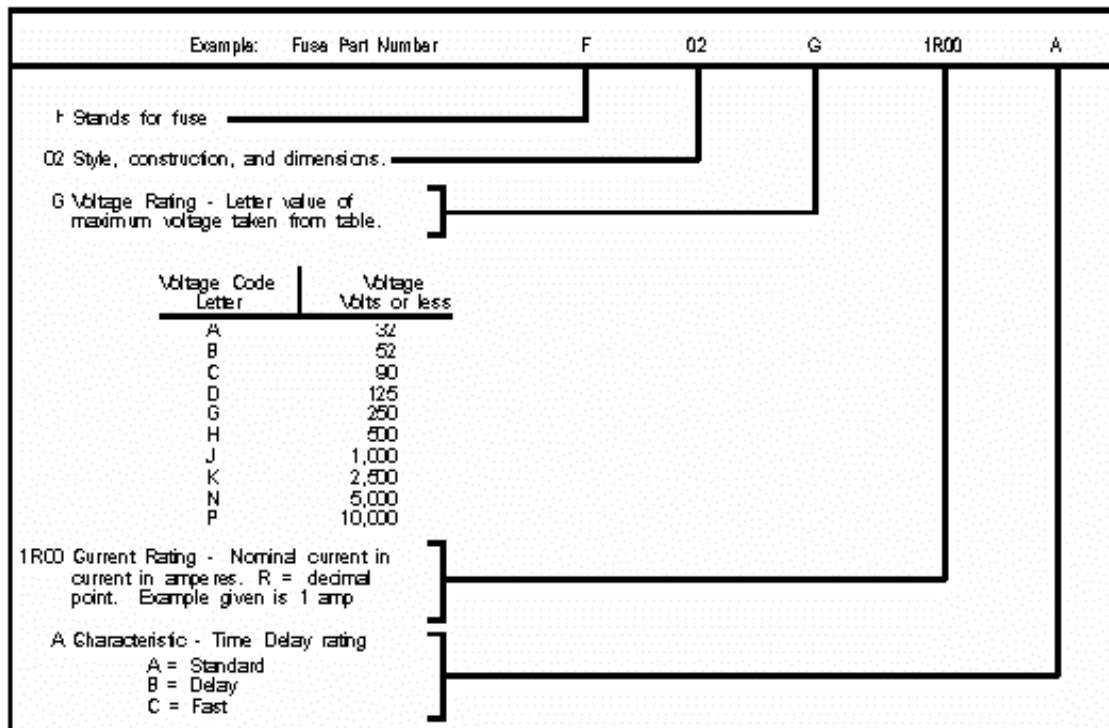 Example: Fuse Part Number F 02 G 1R00 A
F Stands for fuse
02 Style, construction, and dimensions.
G Voltage Rating - Letter value of
maximum voltage taken from table.
Voltage Code Voltage
Letter Volts or less
A 32
B 52
C 90
D 125
G 250
H 500
J 1,000
K 2,500
N 5,000
P 10,000
1R00 Current Rating - Nominal current in
current in amperes. R = decimal
point. Example given is 1 amp
A Characteristic - Time Delay rating
A = Standard
B = Delay
C = Fast